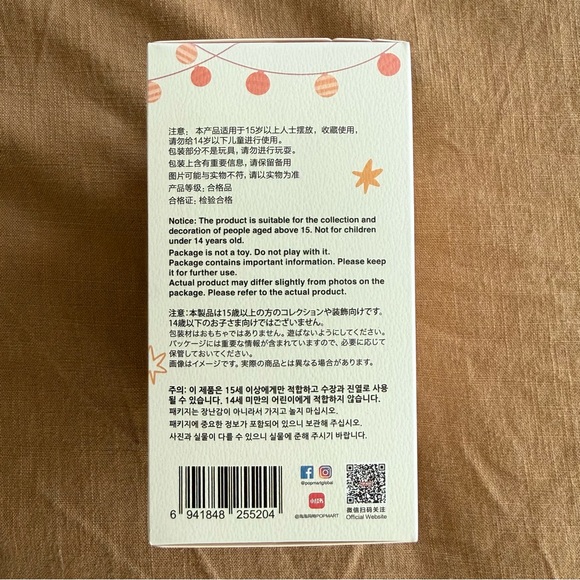 注意： 本产品适用于15岁以上人士摆放，收藏使用，
请勿给14岁以下儿童进行使用。
包装部分不是玩具，请勿进行玩耍。
包装上含有重要信息，请保留备用
图片可能与实物不符，请以实物为准
产品等级：合格品
合格证：检验合格
Notice: The product is suitable for the collection and
decoration of people aged above 15. Not for children
under 14 years old.
Package is not a toy. Do not play with it.
Package contains important information. Please keep
it for further use.
Actual product may differ slightly from photos on the
package. Please refer to the actual product.
注意：本製品は15歳以上の方のコレクションや装飾向けです。
14歳以下のお子さま向けではございません。
包装材はおもちゃではありません。遊ばないようにしてください。
パッケージには重要な情報が含まれていますので、必要に応じて
保管しておいてください。
画像はイメージです。実際の商品とは異なる場合があります。
주의: 이 제품은 15세 이상에게만 적합하고 수장과 진열로 사용
될 수 있습니다. 14세 미만의 어린이에게 적합하지 않습니다.
패키지는 장난감이 아니라서 가지고 놀지 마십시오.
패키지에 중요한 정보가 포함되어 있으니 보관해 주십시오.
사진과 실물이 다를 수 있으니 실물에 준해 주시기 바랍니다.
6 941848 255204
@popmartglobal
小红书
@泡泡玛特POPMART
微信扫码关注
Official Website